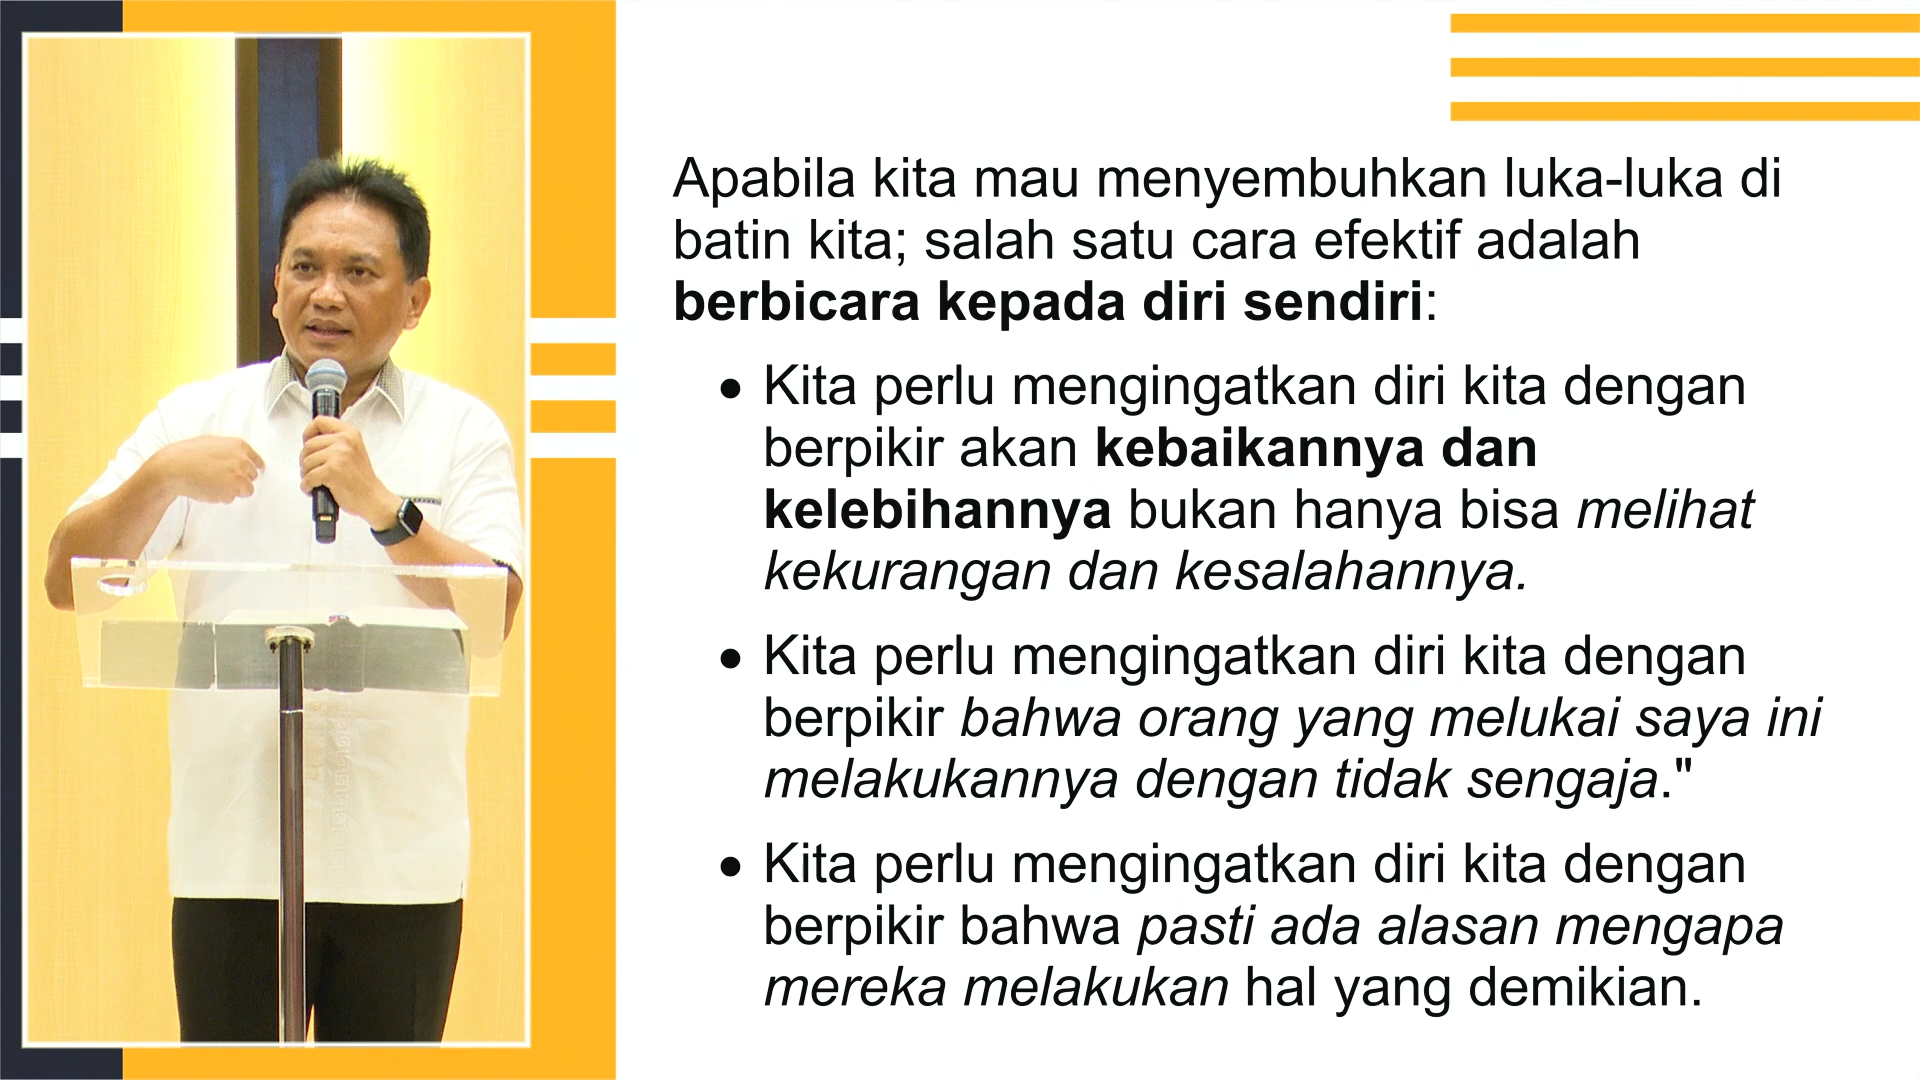 Apabila kita mau menyembuhkan luka-luka di
batin kita; salah satu cara efektif adalah
berbicara kepada diri sendiri:
• Kita perlu mengingatkan diri kita dengan
berpikir akan kebaikannya dan
kelebihannya bukan hanya bisa melihat
kekurangan dan kesalahannya.
• Kita perlu mengingatkan diri kita dengan
berpikir bahwa orang yang melukai saya ini
melakukannya dengan tidak sengaja."
• Kita perlu mengingatkan diri kita dengan
berpikir bahwa pasti ada alasan mengapa
mereka melakukan hal yang demikian.